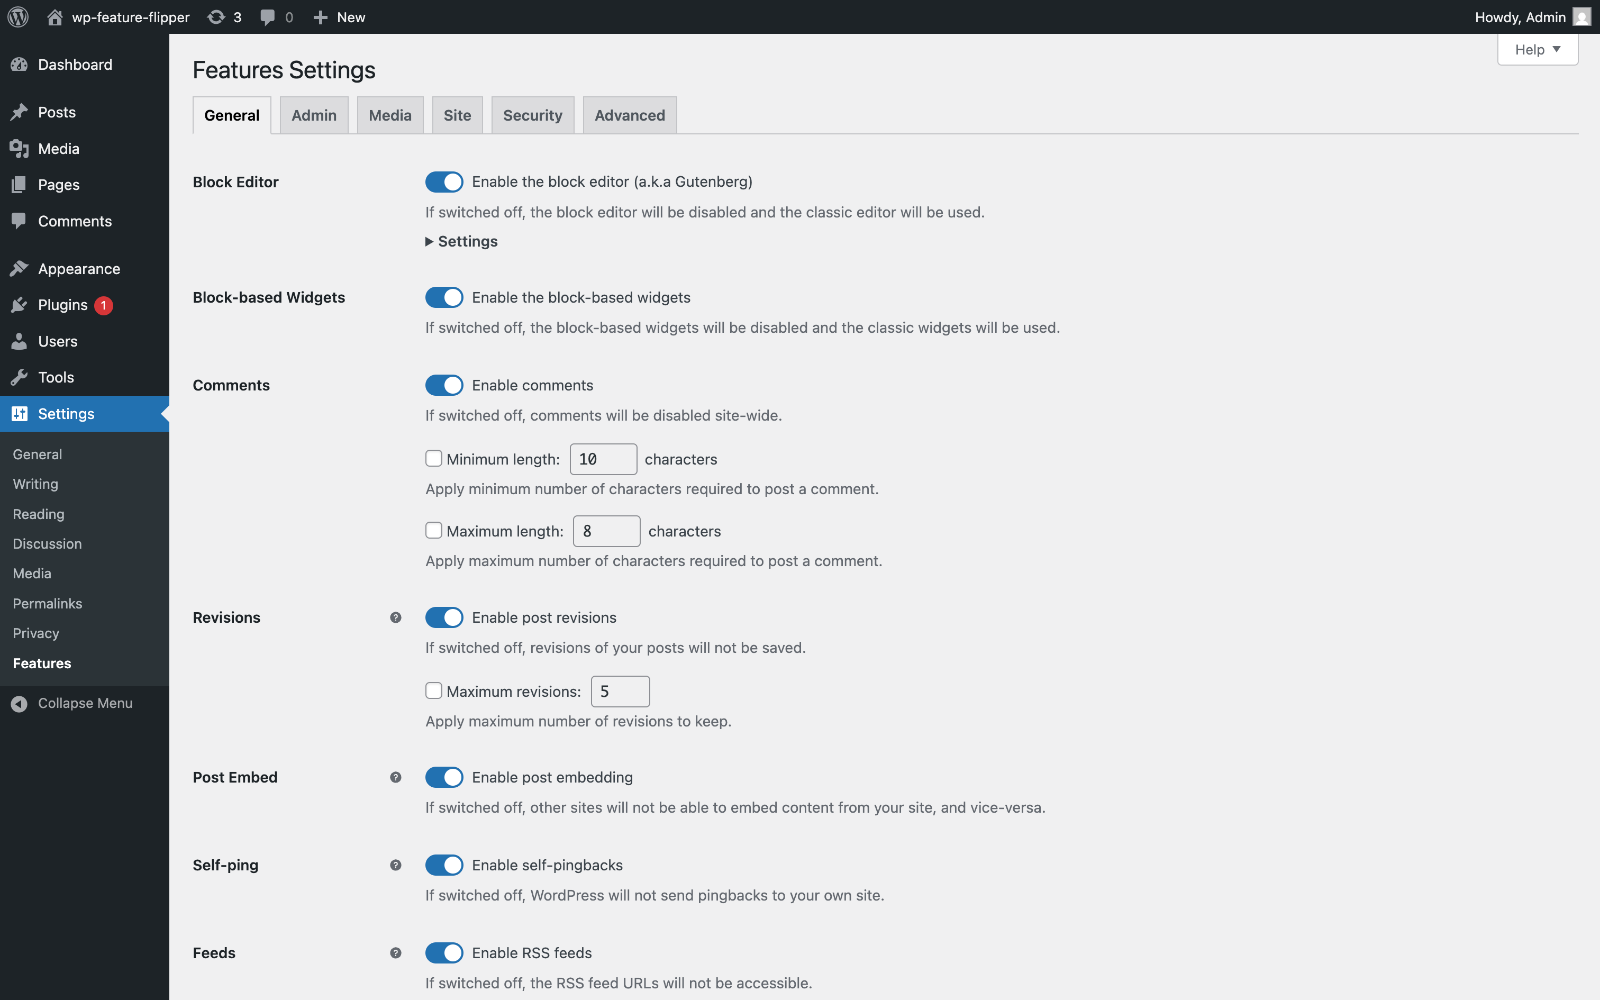 wp-feature-flipper
3
0
New
Howdy, Admin
Help
Dashboard
Posts
Media
Pages
Comments
Appearance
Plugins 1
Users
Tools
Settings
General
Writing
Reading
Discussion
Media
Permalinks
Privacy
Features
Collapse Menu
Features Settings
General
Admin
Media
Site
Security
Advanced
Block Editor
Enable the block editor (a.k.a Gutenberg)
If switched off, the block editor will be disabled and the classic editor will be used.
Settings
Block-based Widgets
Enable the block-based widgets
If switched off, the block-based widgets will be disabled and the classic widgets will be used.
Comments
Enable comments
If switched off, comments will be disabled site-wide.
Minimum length: 10 characters
Apply minimum number of characters required to post a comment.
Maximum length: 8 characters
Apply maximum number of characters required to post a comment.
Revisions
Enable post revisions
If switched off, revisions of your posts will not be saved.
Maximum revisions: 5
Apply maximum number of revisions to keep.
Post Embed
Enable post embedding
If switched off, other sites will not be able to embed content from your site, and vice-versa.
Self-ping
Enable self-pingbacks
If switched off, WordPress will not send pingbacks to your own site.
Feeds
Enable RSS feeds
If switched off, the RSS feed URLs will not be accessible.